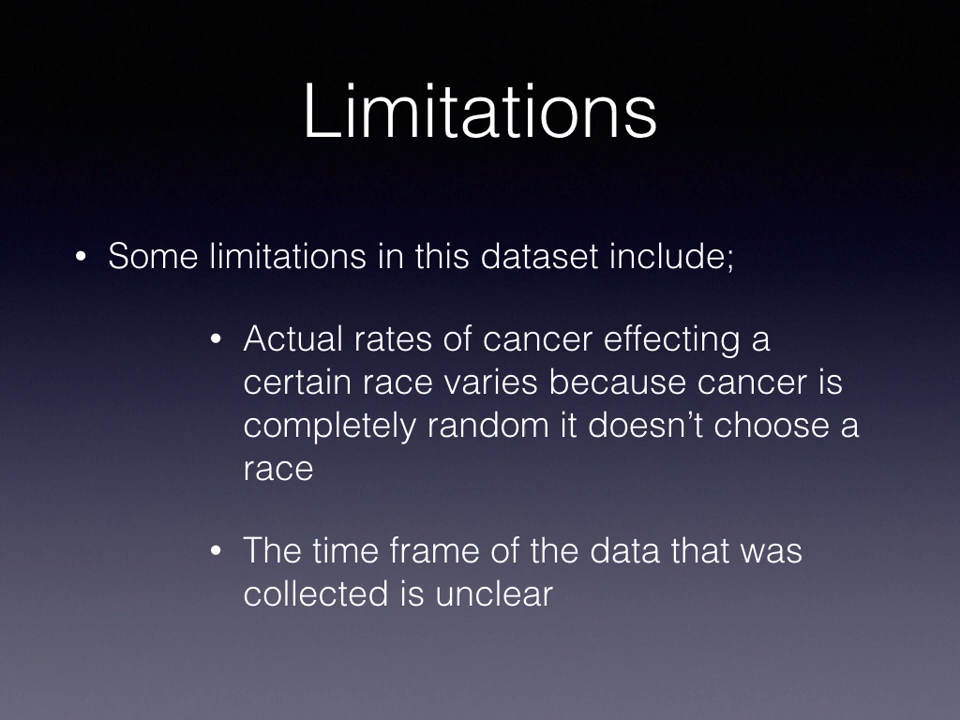 Limitations
• Some limitations in this dataset include;
• Actual rates of cancer effecting a
certain race varies because cancer is
completely random it doesn’t choose a
race
• The time frame of the data that was
collected is unclear